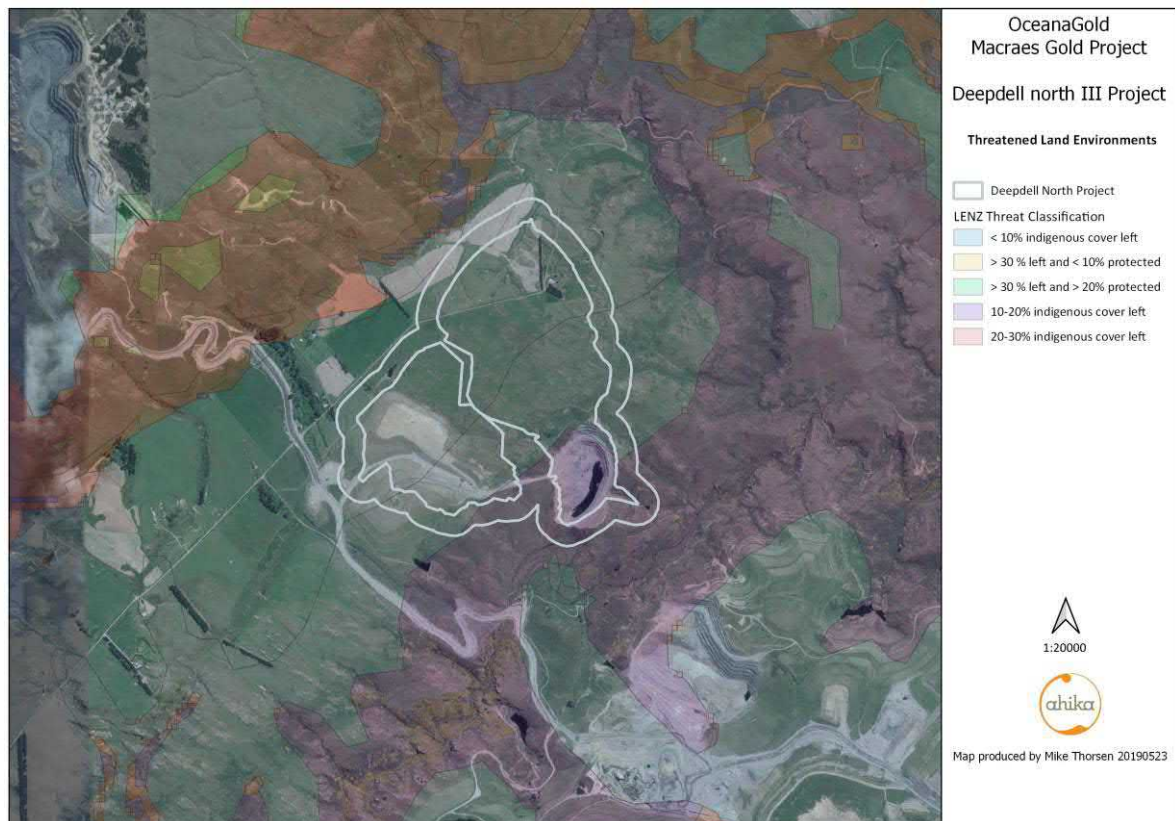 OceanaGold
Macraes Gold Project
Deepdell north III Project
Threatened Land Environments
Deepdell North Project
LENZ Threat Classification
< 10% indigenous cover left
> 30 % left and < 10% protected
> 30 % left and > 20% protected
10-20% indigenous cover left
20-30% indigenous cover left
1:20000
ahika
Map produced by Mike Thorsen 20190523